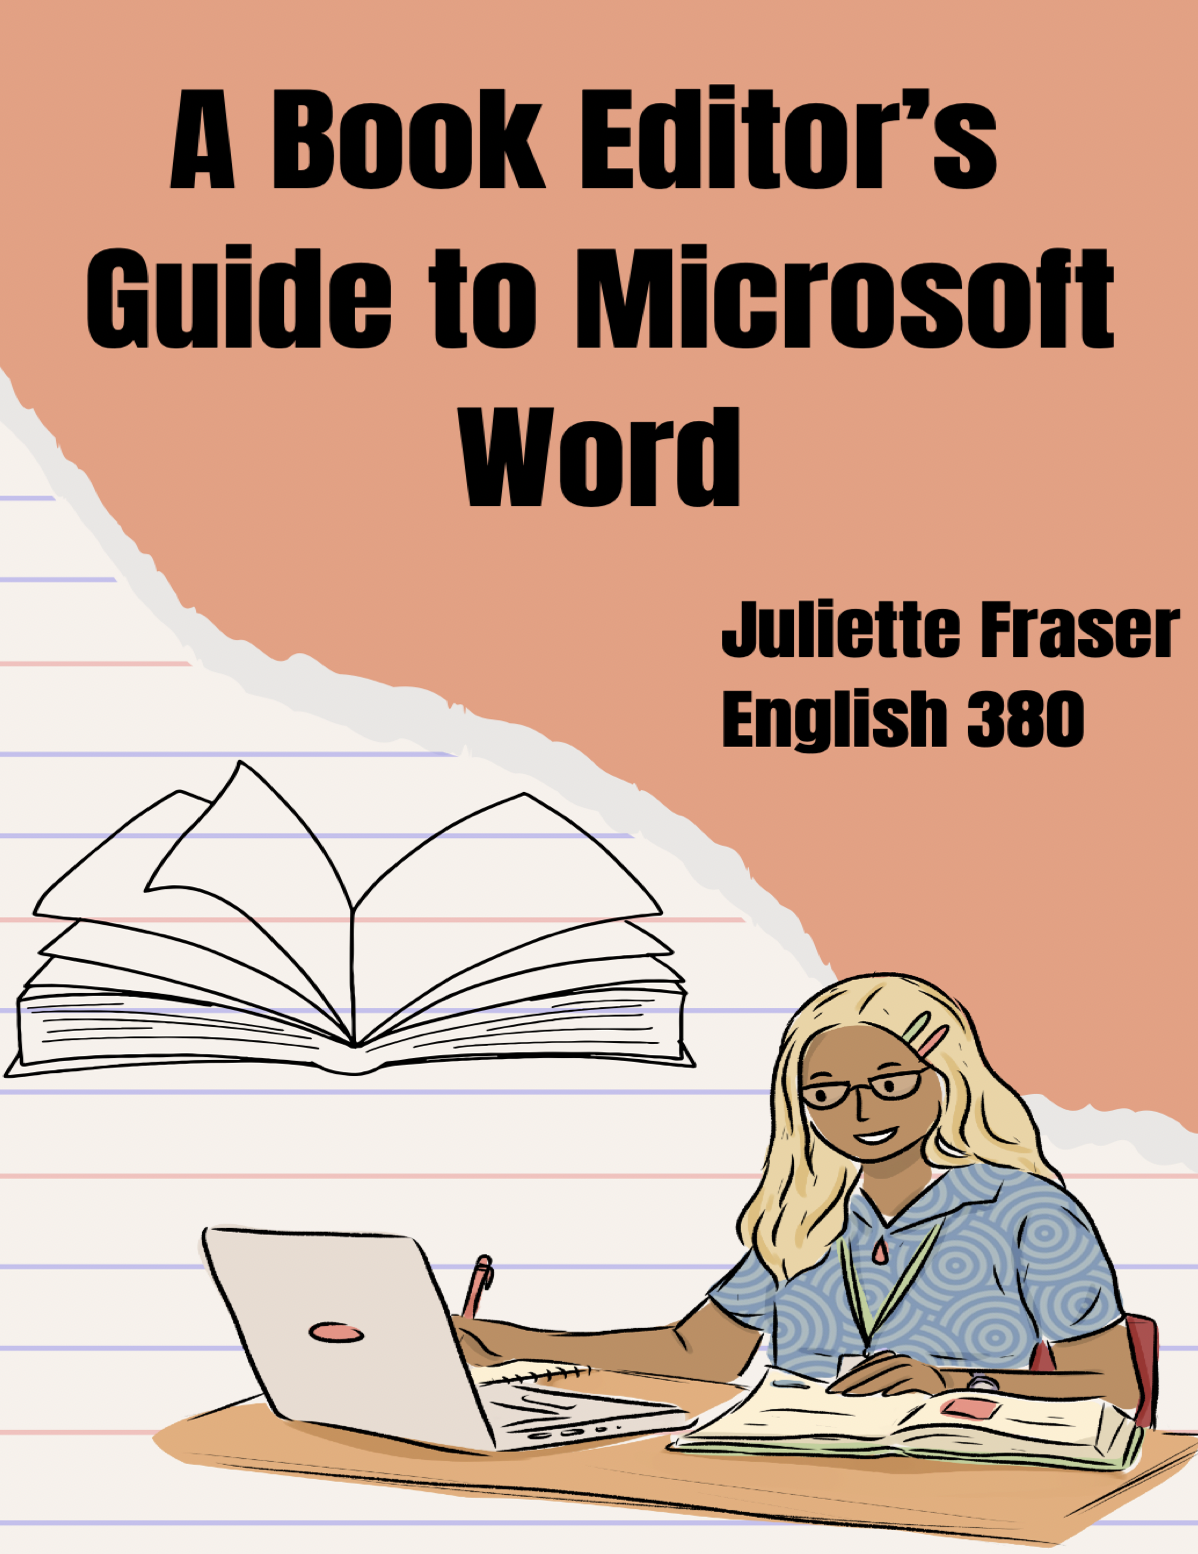 A Book Editor’s
Guide to Microsoft
Word
Juliette Fraser
English 380